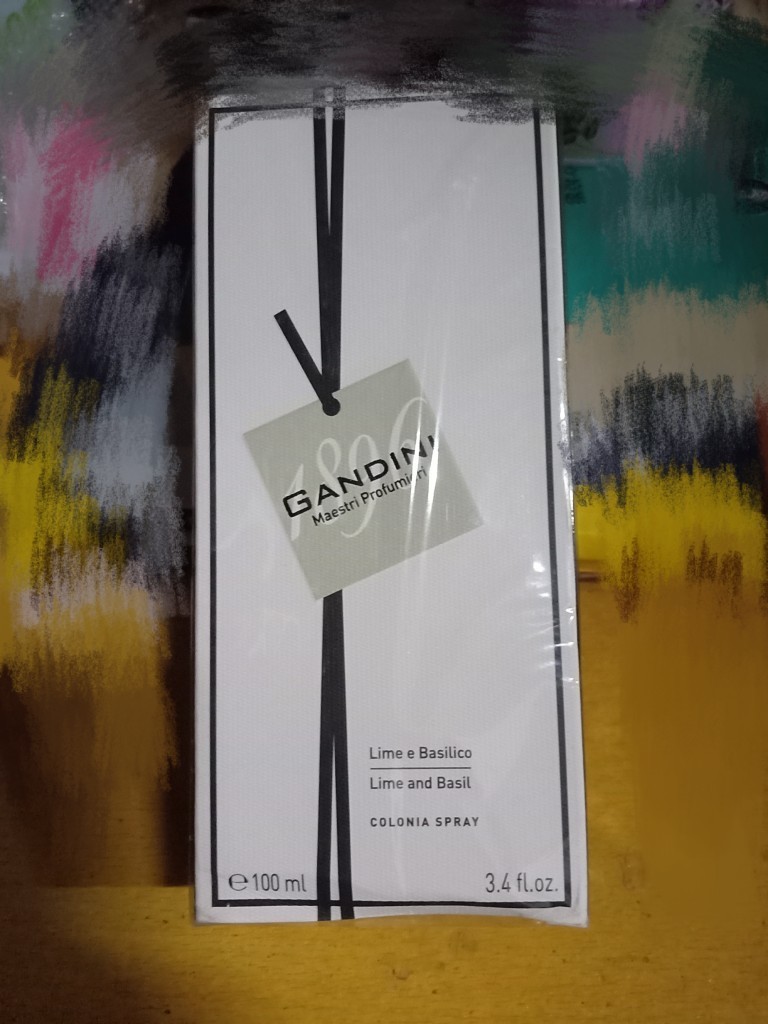 1896
GANDINI
Maestri Profumieri
Lime e Basilico
Lime and Basil
COLONIA SPRAY
℮ 100 ml
3.4 fl.oz.